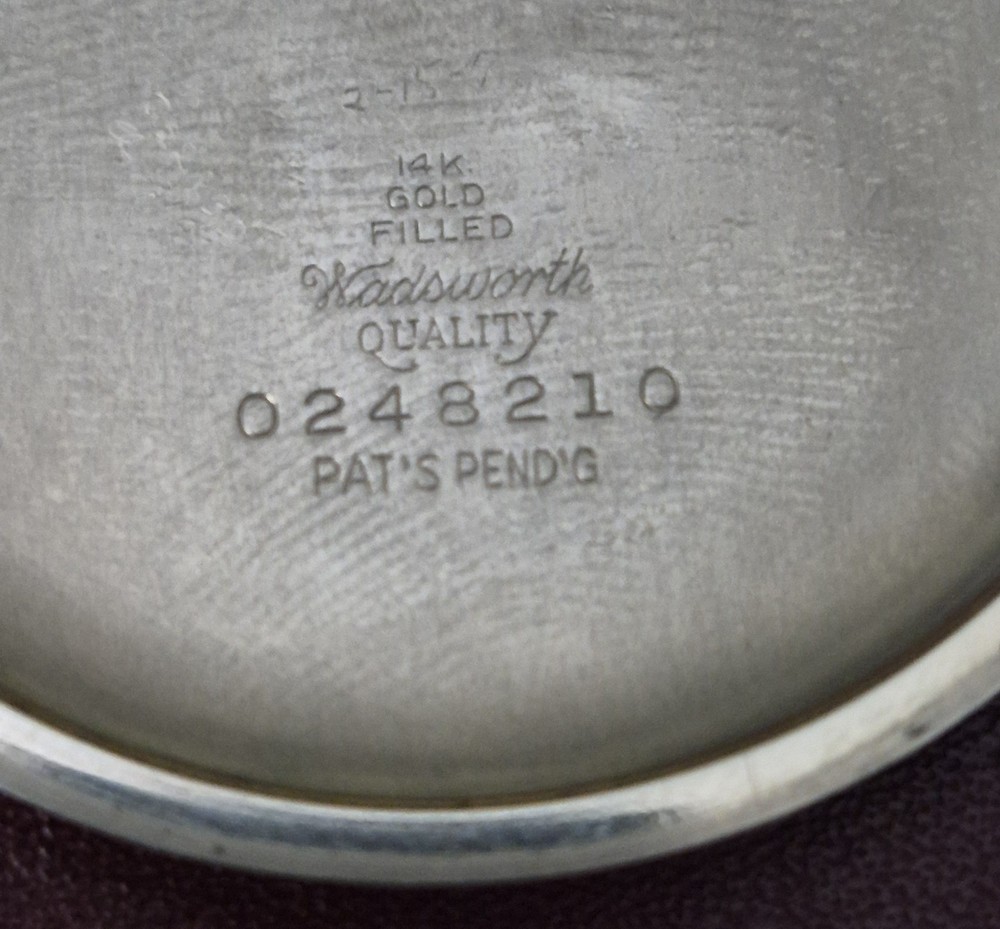 14K.
GOLD
FILLED
Wadsworth
QUALITY
0248210
PAT'S PEND'G